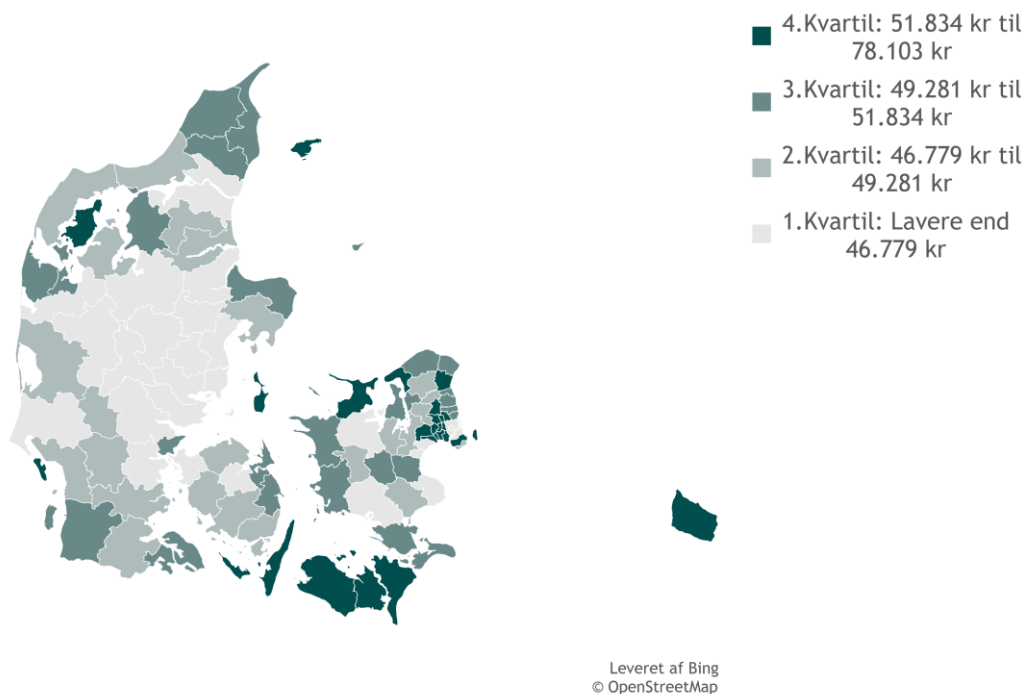 4.Kvartil: 51.834 kr til
78.103 kr
3.Kvartil: 49.281 kr til
51.834 kr
2.Kvartil: 46.779 kr til
49.281 kr
1.Kvartil: Lavere end
46.779 kr
Leveret af Bing
© OpenStreetMap